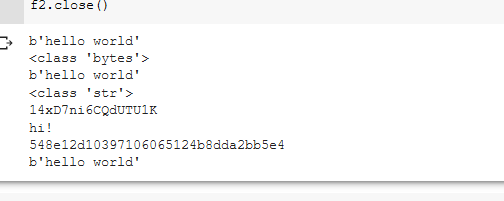 f2.close()
b'hello world'
<class 'bytes'>
b'hello world'
<class 'str'>
14xD7ni6CQdUTU1K
hi!
548e12d10397106065124b8dda2bb5e4
b'hello world'